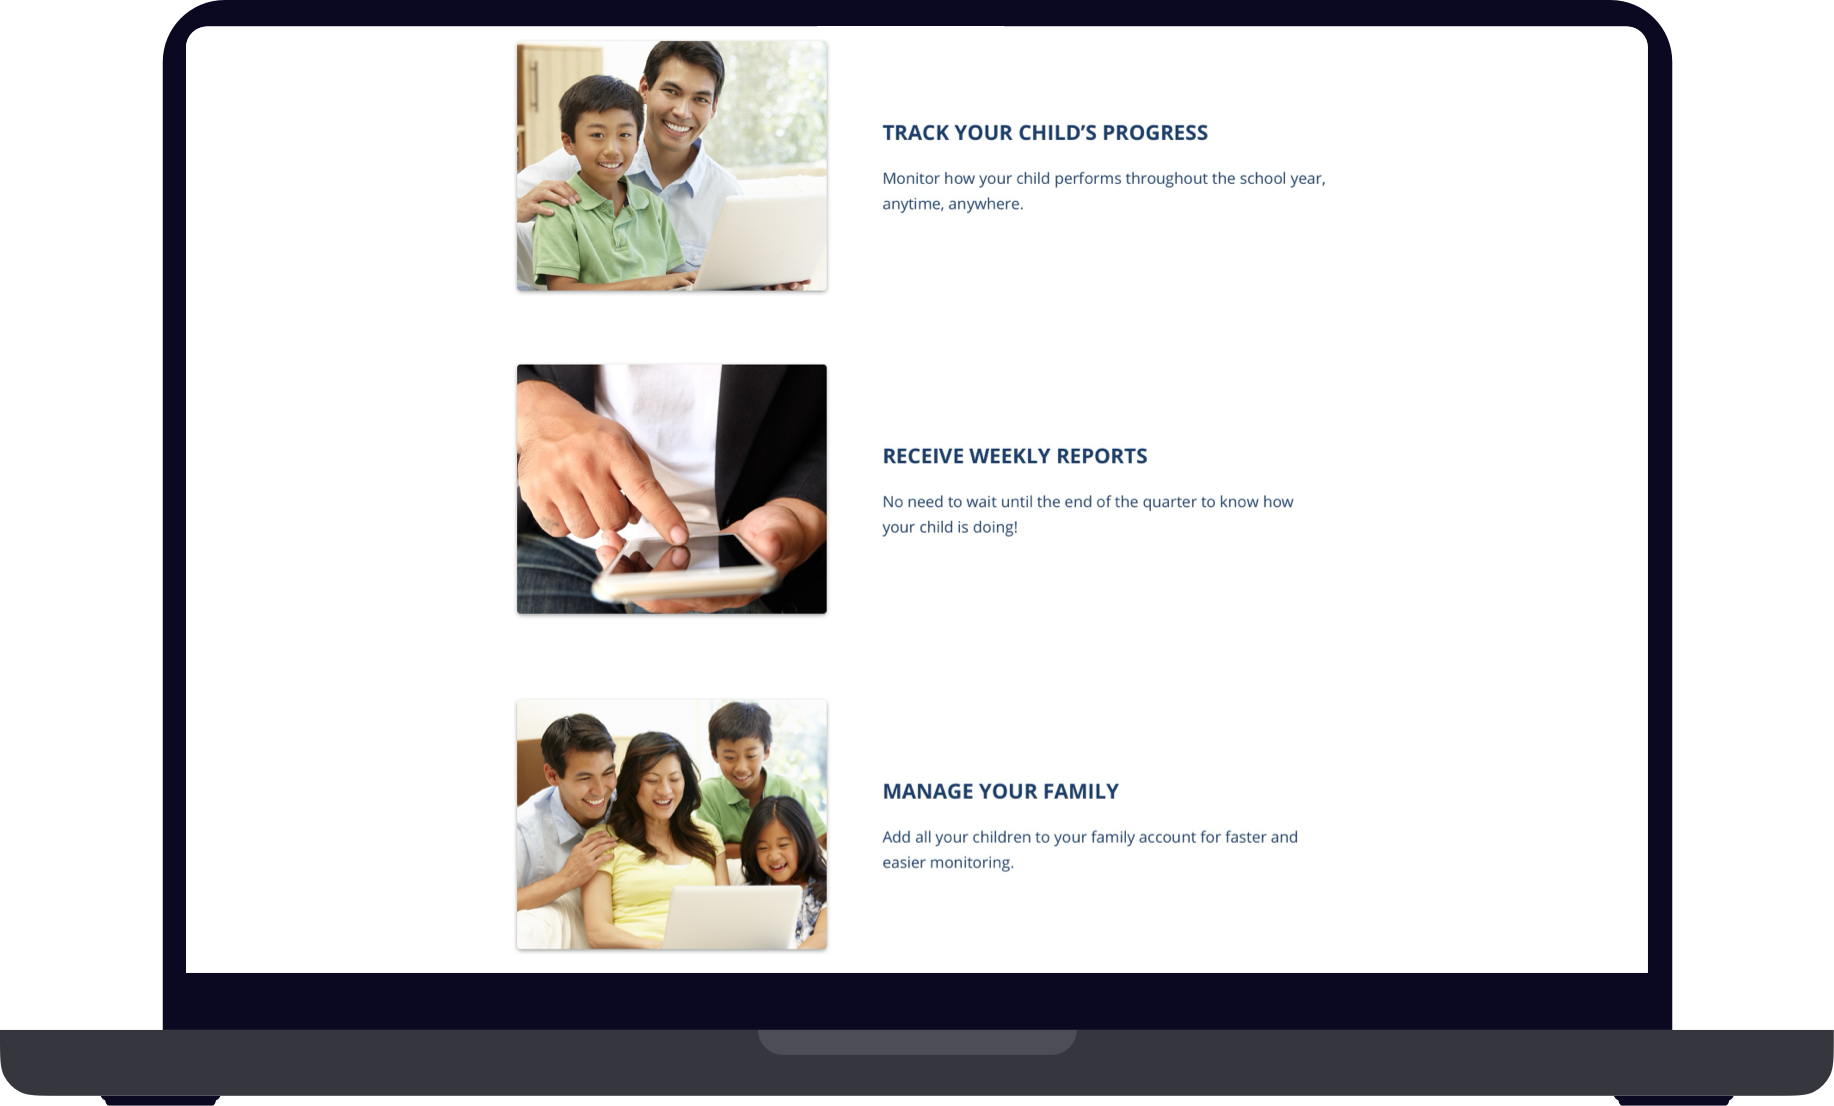 TRACK YOUR CHILD’S PROGRESS
Monitor how your child performs throughout the school year,
anytime, anywhere.
RECEIVE WEEKLY REPORTS
No need to wait until the end of the quarter to know how
your child is doing!
MANAGE YOUR FAMILY
Add all your children to your family account for faster and
easier monitoring.